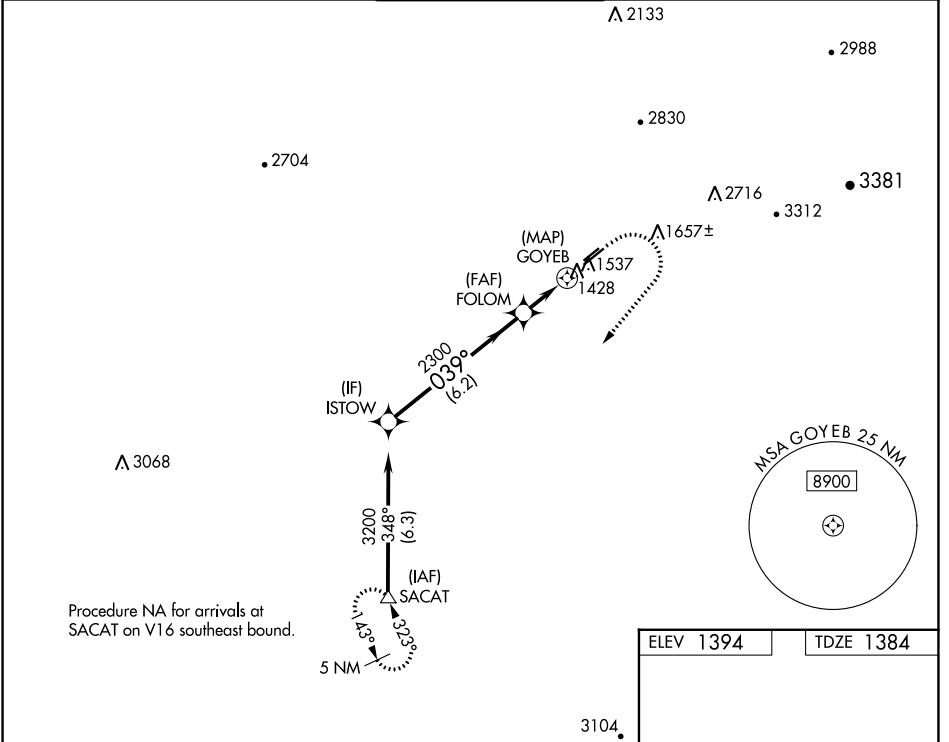 2133
2988
2830
2704
2716
3381
3312
1657±
(MAP)
GOYEB
1537
1428
(FAF)
FOLOM
2300
039°
(6.2)
(IF)
ISTOW
3068
MSA GOYEB 25 NM
8900
3200
348°
(6.3)
(IAF)
SACAT
Procedure NA for arrivals at
SACAT on V16 southeast bound.
143°
323°
5 NM
ELEV 1394
TDZE 1384
3104